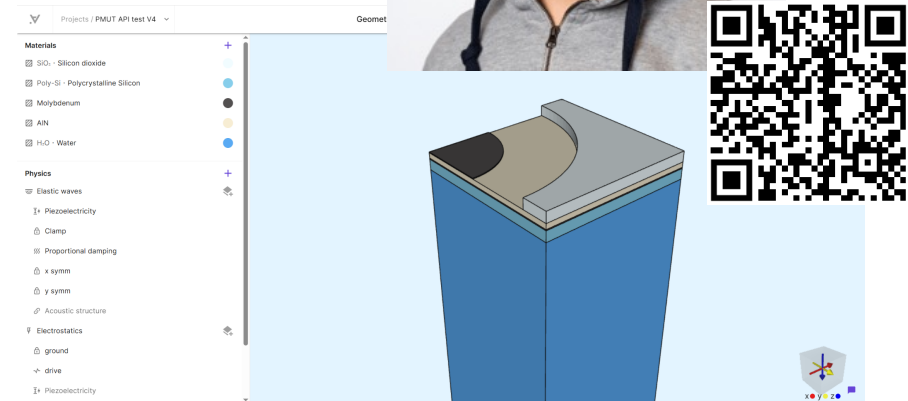 Projects / PMUT API test V4
Geomet
Materials
SiO₂ · Silicon dioxide
Poly-Si · Polycrystalline Silicon
Molybdenum
AlN
H₂O · Water
Physics
Elastic waves
Piezoelectricity
Clamp
Proportional damping
x symm
y symm
Acoustic structure
Electrostatics
ground
drive
Piezoelectricity
x y z